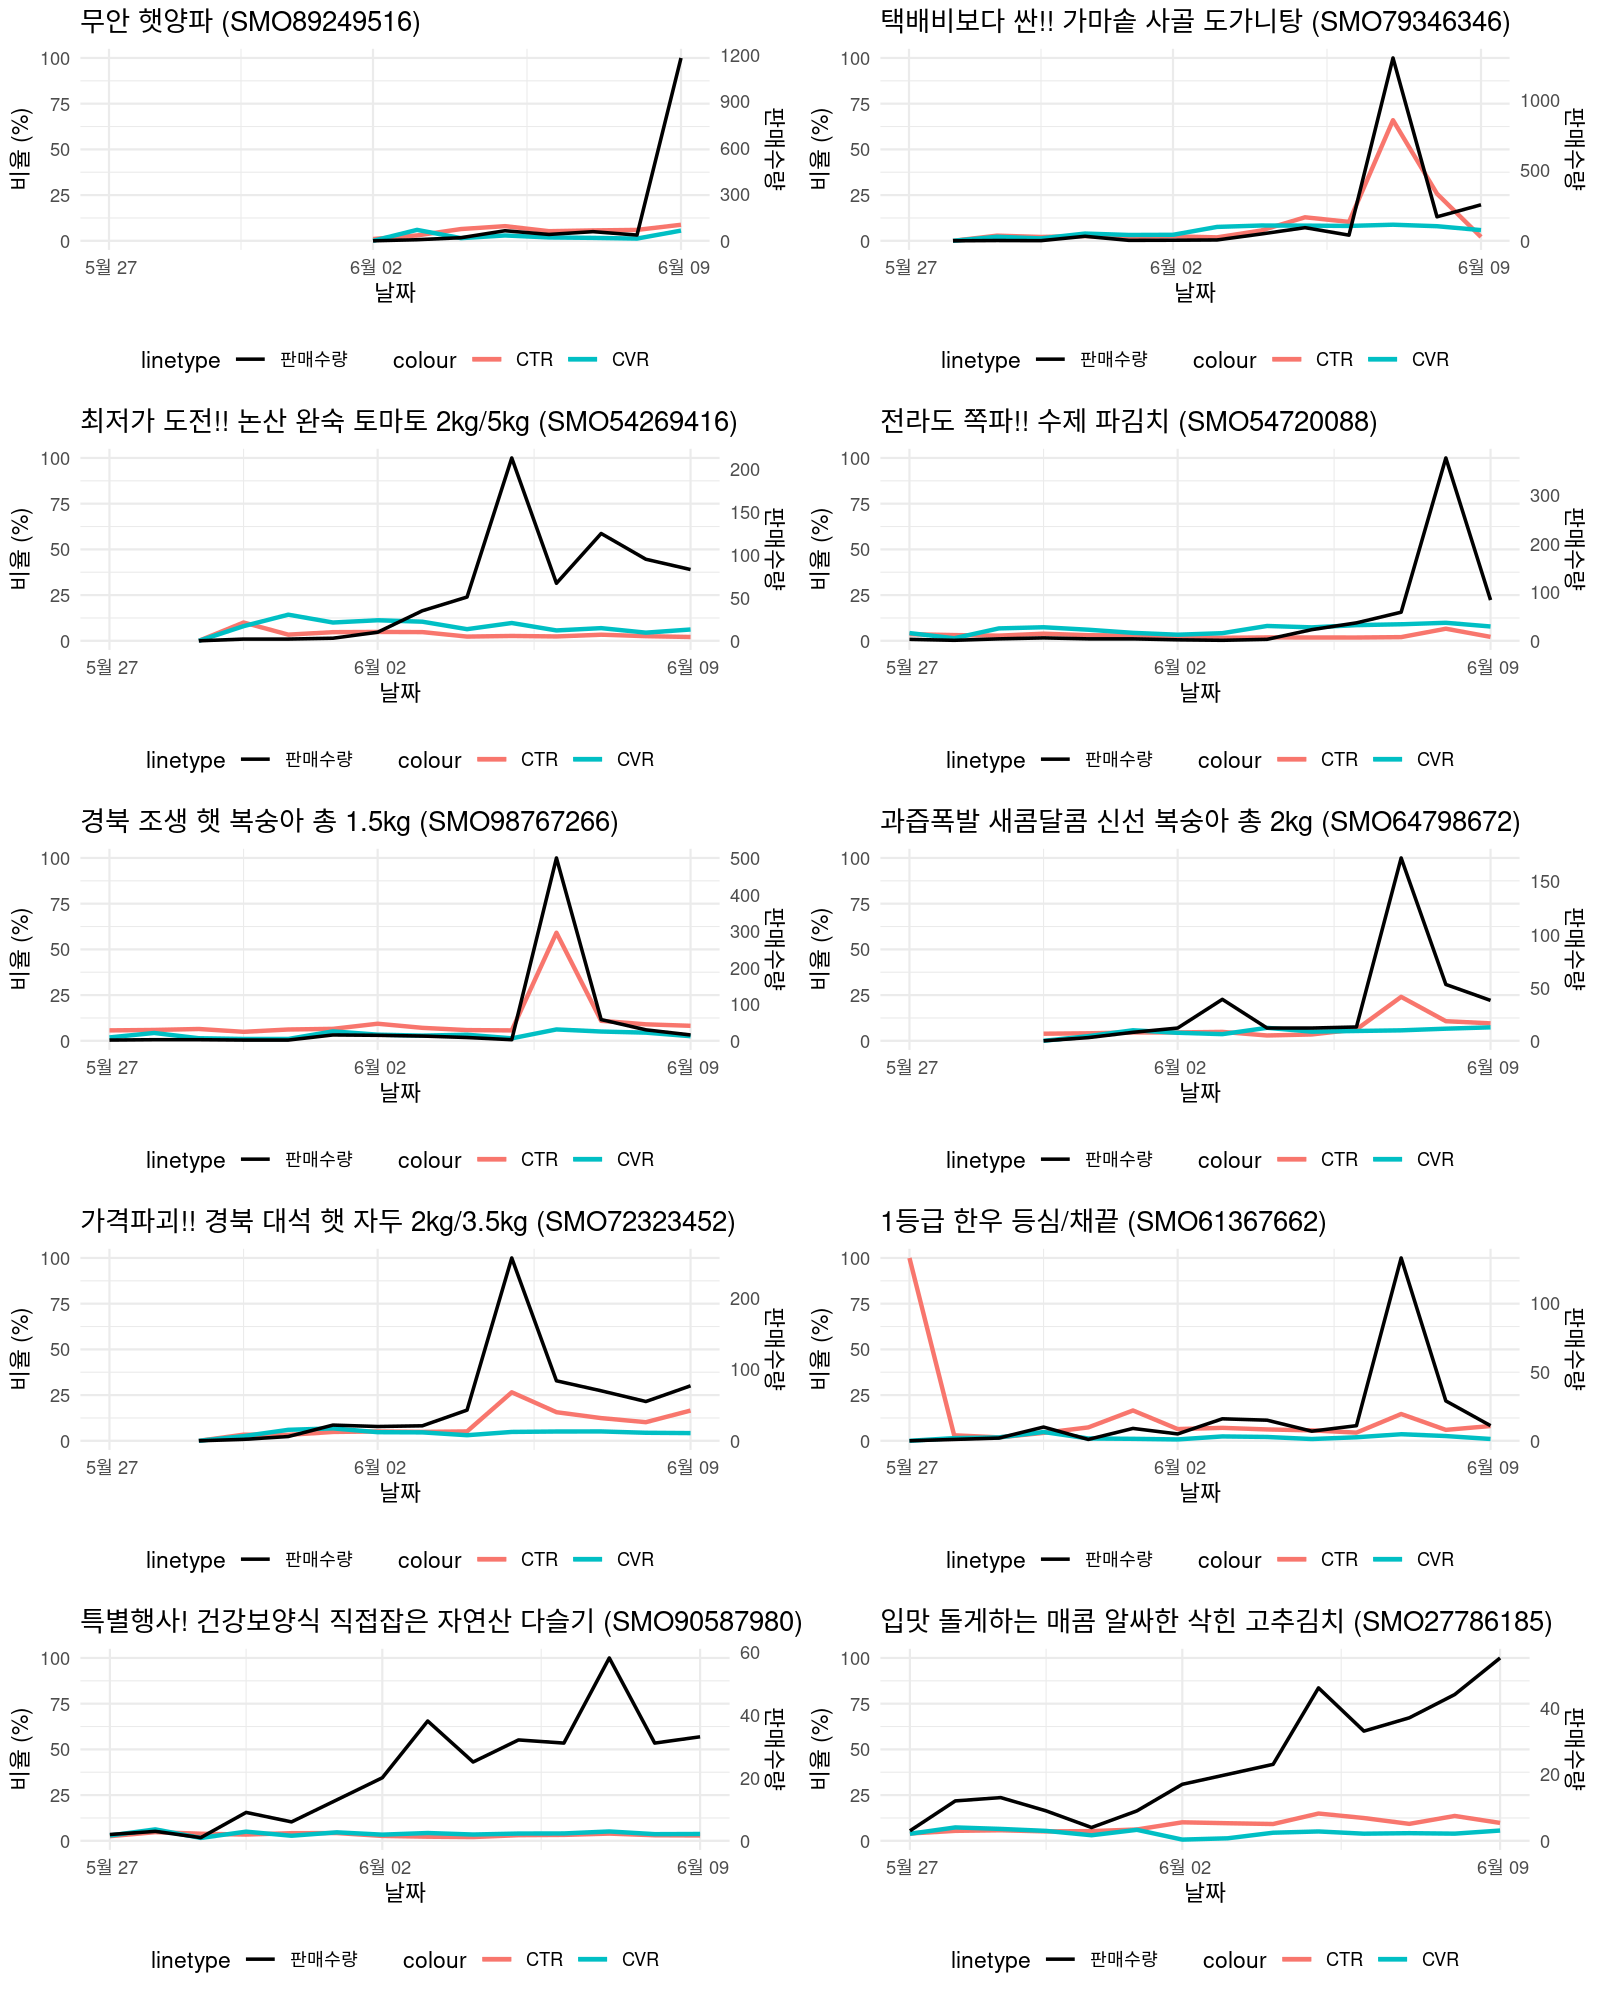 무안 햇양파 (SMO89249516)
100
75
50
25
0
비율 (%)
1200
900
600
300
0
판매수량
5월 27
6월 02
6월 09
날짜
linetype 판매수량 colour CTR CVR
택배비보다 싼!! 가마솥 사골 도가니탕 (SMO79346346)
100
75
50
25
0
비율 (%)
1000
500
0
판매수량
5월 27
6월 02
6월 09
날짜
linetype 판매수량 colour CTR CVR
최저가 도전!! 논산 완숙 토마토 2kg/5kg (SMO54269416)
100
75
50
25
0
비율 (%)
200
150
100
50
0
판매수량
5월 27
6월 02
6월 09
날짜
linetype 판매수량 colour CTR CVR
전라도 쪽파!! 수제 파김치 (SMO54720088)
100
75
50
25
0
비율 (%)
300
200
100
0
판매수량
5월 27
6월 02
6월 09
날짜
linetype 판매수량 colour CTR CVR
경북 조생 햇 복숭아 총 1.5kg (SMO98767266)
100
75
50
25
0
비율 (%)
500
400
300
200
100
0
판매수량
5월 27
6월 02
6월 09
날짜
linetype 판매수량 colour CTR CVR
과즙폭발 새콤달콤 신선 복숭아 총 2kg (SMO64798672)
100
75
50
25
0
비율 (%)
150
100
50
0
판매수량
5월 27
6월 02
6월 09
날짜
linetype 판매수량 colour CTR CVR
가격파괴!! 경북 대석 햇 자두 2kg/3.5kg (SMO72323452)
100
75
50
25
0
비율 (%)
200
100
0
판매수량
5월 27
6월 02
6월 09
날짜
linetype 판매수량 colour CTR CVR
1등급 한우 등심/채끝 (SMO61367662)
100
75
50
25
0
비율 (%)
100
50
0
판매수량
5월 27
6월 02
6월 09
날짜
linetype 판매수량 colour CTR CVR
특별행사! 건강보양식 직접잡은 자연산 다슬기 (SMO90587980)
100
75
50
25
0
비율 (%)
60
40
20
0
판매수량
5월 27
6월 02
6월 09
날짜
linetype 판매수량 colour CTR CVR
입맛 돌게하는 매콤 알싸한 삭힌 고추김치 (SMO27786185)
100
75
50
25
0
비율 (%)
40
20
0
판매수량
5월 27
6월 02
6월 09
날짜
linetype 판매수량 colour CTR CVR